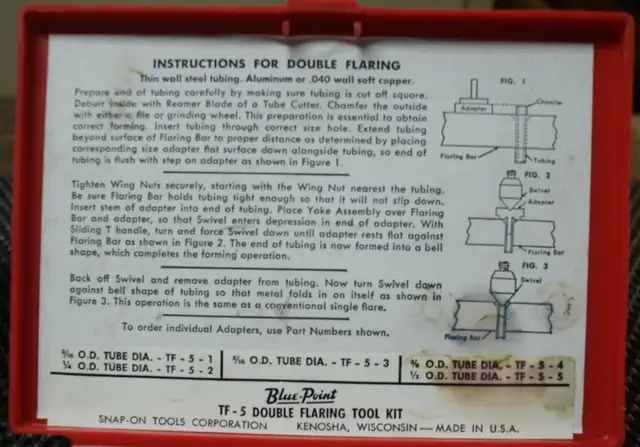 INSTRUCTIONS FOR DOUBLE FLARING
Thin wall steel tubing. Aluminum or .040 wall soft copper.
Prepare end of tubing carefully by making sure tubing is cut off square.
Deburr inside with Reamer Blade of a Tube Cutter. Chamfer the outside
with either a file or grinding wheel. This preparation is essential to obtain
correct forming. Insert tubing through correct size hole. Extend tubing
beyond surface of Flaring Bar to proper distance as determined by placing
corresponding size adapter flat surface down alongside tubing, so end of
tubing is flush with step on adapter as shown in Figure 1.
FIG. 1
Chamfer
Adapter
Flaring Bar
Tubing
Tighten Wing Nuts securely, starting with the Wing Nut nearest the tubing.
Be sure Flaring Bar holds tubing tight enough so that it will not slip down.
Insert stem of adapter into end of tubing. Place Yoke Assembly over Flaring
Bar and adapter, so that Swivel enters depression in end of adapter. With
Sliding T handle, turn and force Swivel down until adapter rests flat against
Flaring Bar as shown in Figure 2. The end of tubing is now formed into a bell
shape, which completes the forming operation.
FIG. 2
Swivel
Adapter
Flaring Bar
Back off Swivel and remove adapter from tubing. Now turn Swivel down
against bell shape of tubing so that metal folds in on itself as shown in
Figure 3. This operation is the same as a conventional single flare.
FIG. 3
Swivel
Flaring Bar
To order individual Adapters, use Part Numbers shown.
3/16 O.D. TUBE DIA. - TF - 5 - 1
1/4 O.D. TUBE DIA. - TF - 5 - 2
5/16 O.D. TUBE DIA. - TF - 5 - 3
3/8 O.D. TUBE DIA. - TF - 5 - 4
1/2 O.D. TUBE DIA. - TF - 5 - 5
Blue-Point
TF - 5 DOUBLE FLARING TOOL KIT
SNAP-ON TOOLS CORPORATION KENOSHA, WISCONSIN — MADE IN U.S.A.